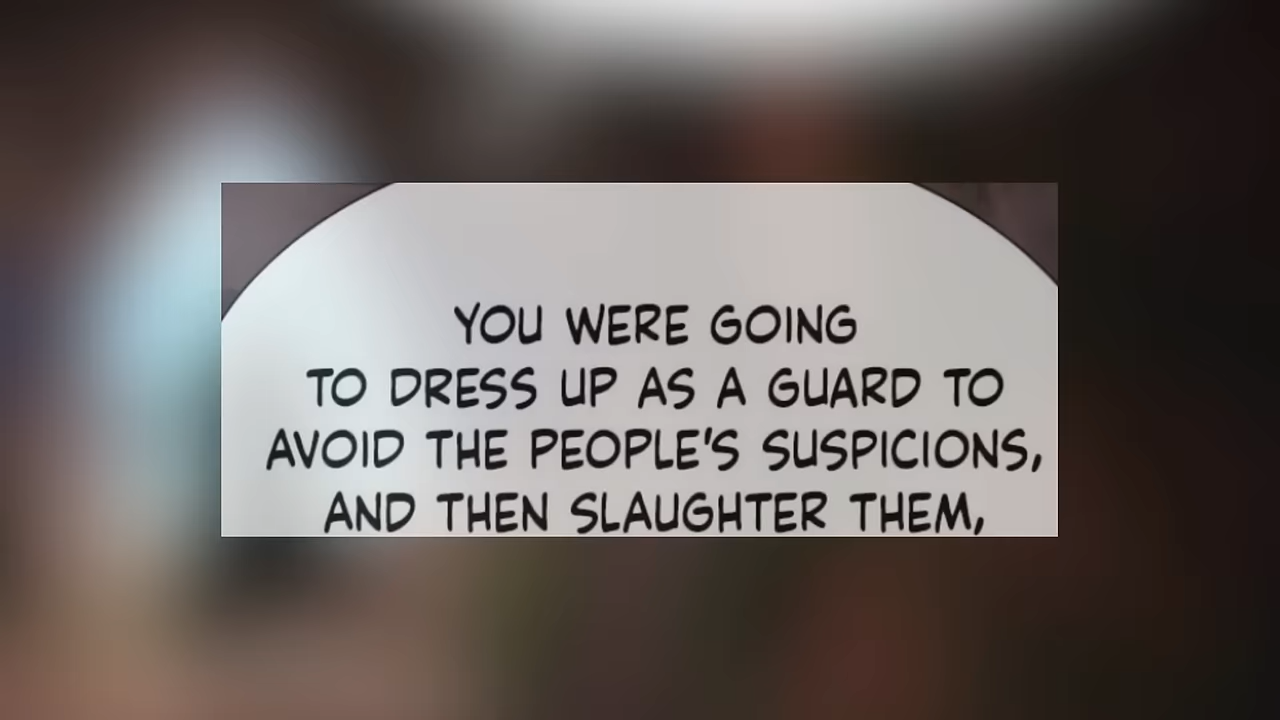 YOU WERE GOING
TO DRESS UP AS A GUARD TO
AVOID THE PEOPLE'S SUSPICIONS,
AND THEN SLAUGHTER THEM,